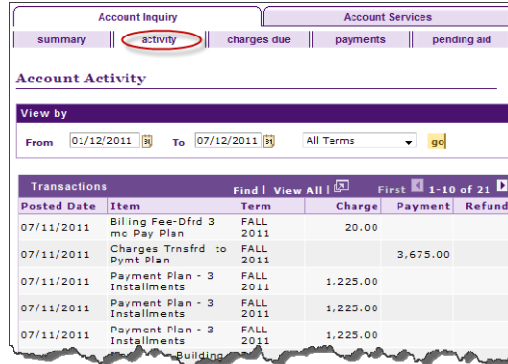 Account Inquiry Account Services
summary activity charges due payments pending aid
Account Activity
View by
From 01/12/2011 31 To 07/12/2011 31 All Terms go
Transactions Find | View All | First 1-10 of 21
Posted Date Item Term Charge Payment Refund
07/11/2011 Billing Fee-Dfrd 3 FALL 20.00
mo Pay Plan 2011
07/11/2011 Charges Trnsfrd to FALL 3,675.00
Pymt Plan 2011
07/11/2011 Payment Plan - 3 FALL 1,225.00
Installments 2011
07/11/2011 Payment Plan - 3 FALL 1,225.00
Installments 2011
07/11/2011 Payment Plan - 3 FALL 1,225.00
Installments 2011
Building